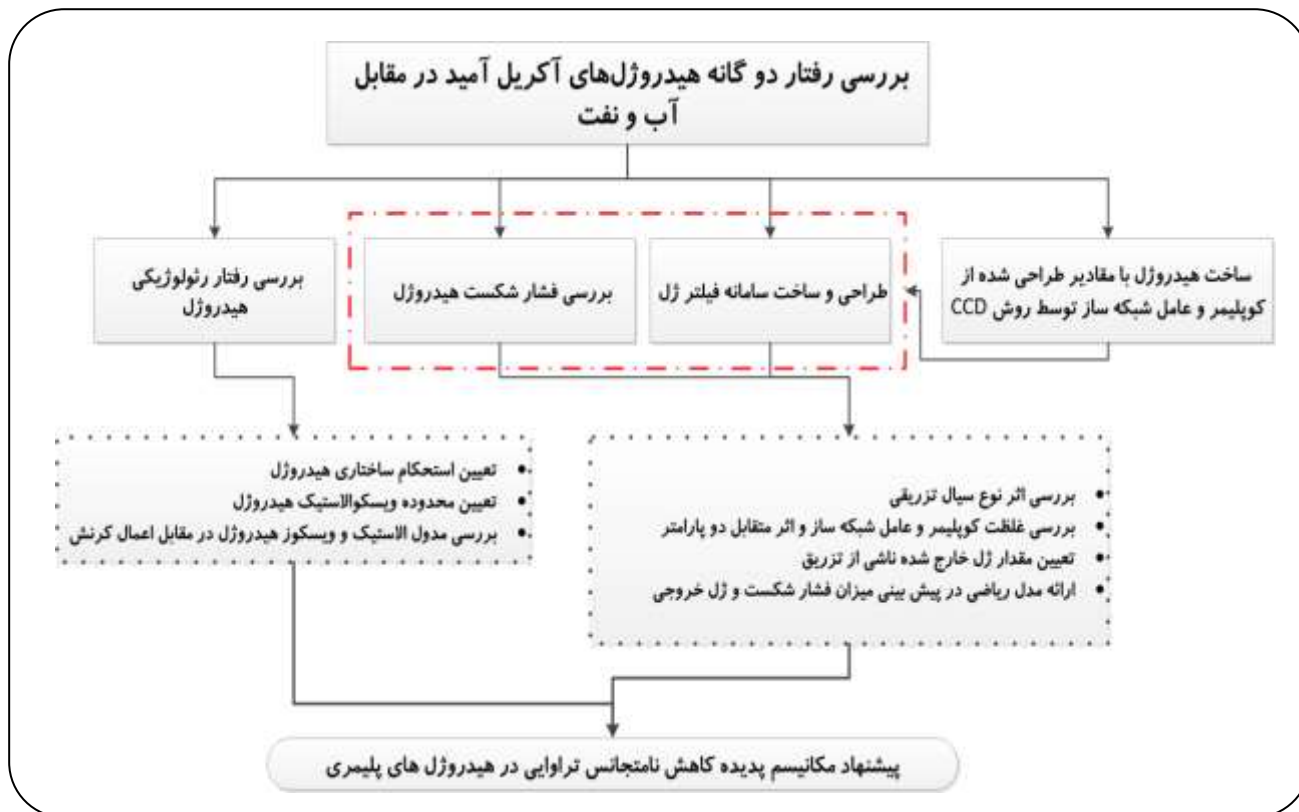 بررسی رفتار دو گانه هیدروژل‌های آکریل آمید در مقابل
آب و نفت
ساخت هیدروژل با مقادیر طراحی شده از
کوپلیمر و عامل شبکه ساز توسط روش CCD
طراحی و ساخت سامانه فیلتر ژل
بررسی فشار شکست هیدروژل
بررسی رفتار رئولوژیکی
هیدروژل
• بررسی اثر نوع سیال تزریقی
• بررسی غلظت کوپلیمر و عامل شبکه ساز و اثر متقابل دو پارامتر
• تعیین مقدار ژل خارج شده ناشی از تزریق
• ارائه مدل ریاضی در پیش بینی میزان فشار شکست و ژل خروجی
• تعیین استحکام ساختاری هیدروژل
• تعیین محدوده ویسکوالاستیک هیدروژل
• بررسی مدول الاستیک و ویسکوز هیدروژل در مقابل اعمال کرنش
پیشنهاد مکانیسم پدیده کاهش نامتجانس تراوایی در هیدروژل های پلیمری